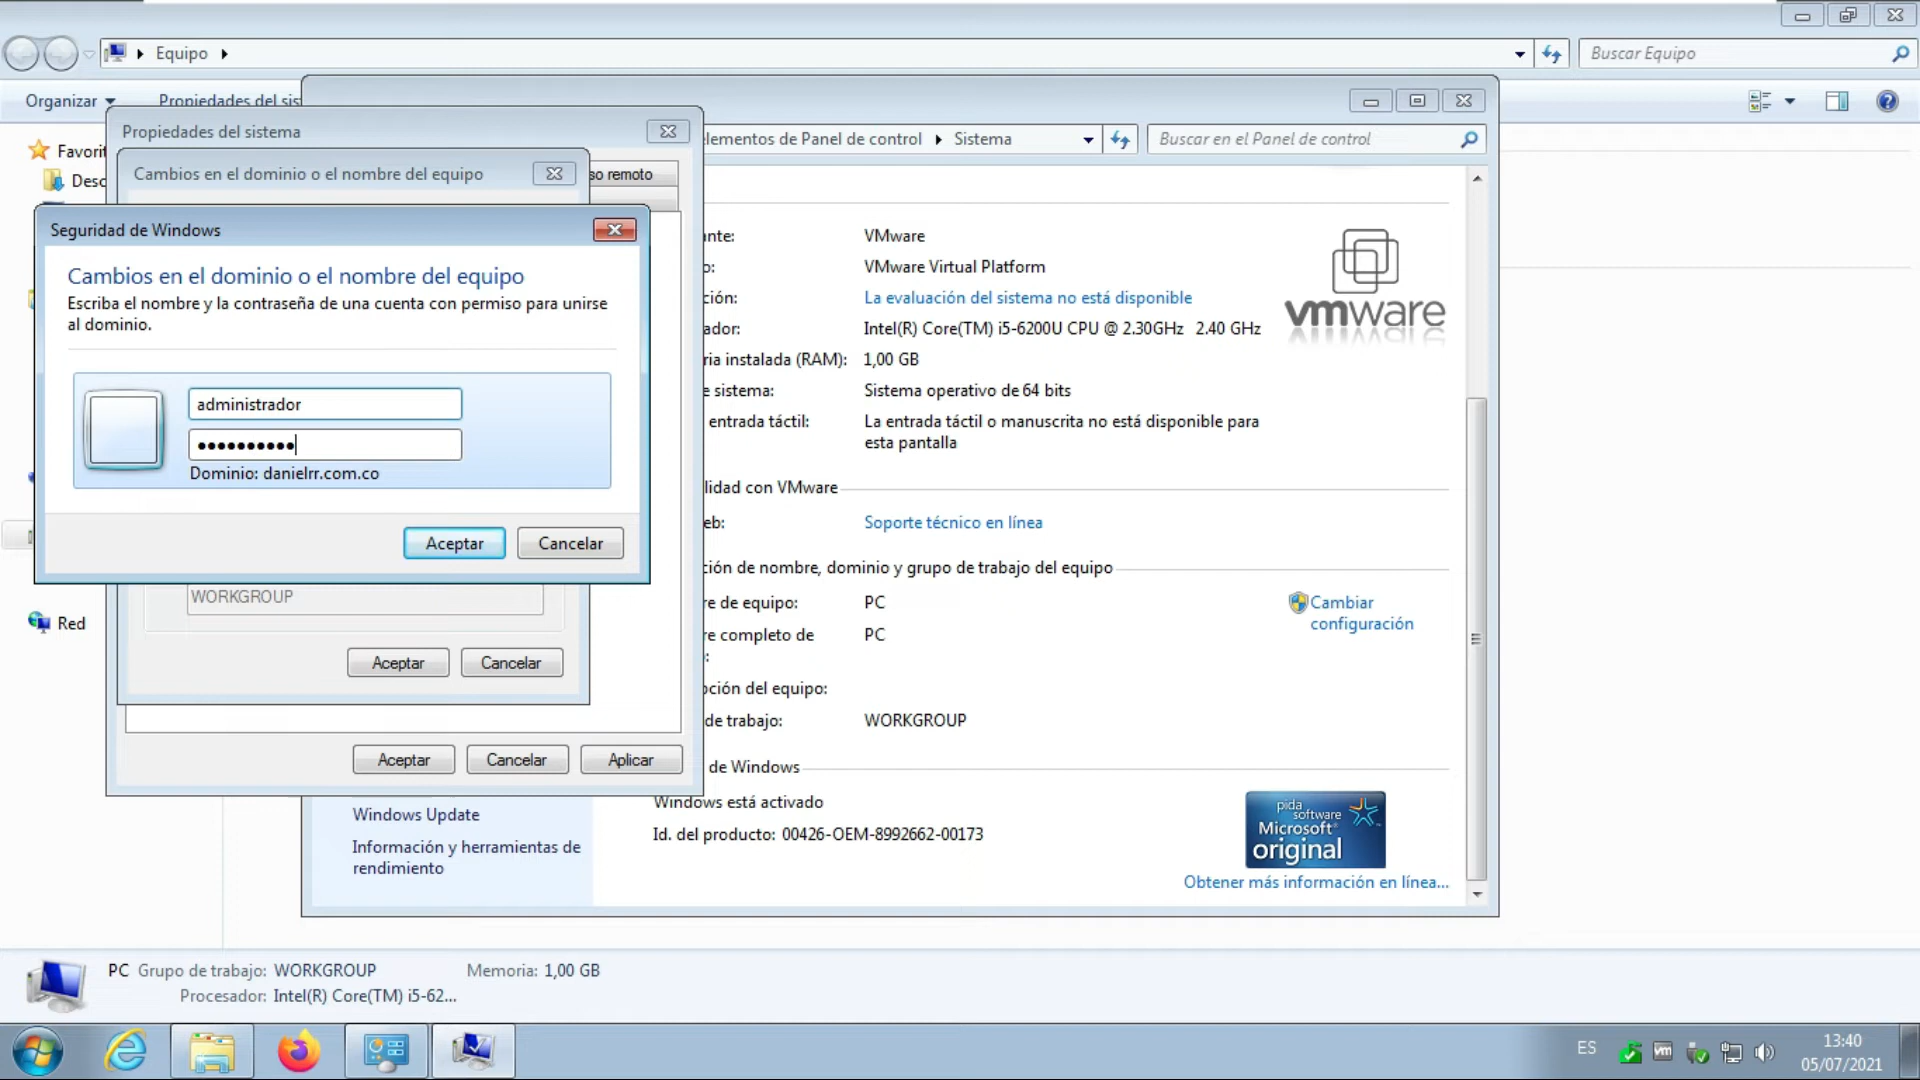 Equipo
Buscar Equipo
Organizar
Propiedades del sis
Favorit
Desc
Red
elementos de Panel de control
Sistema
Buscar en el Panel de control
Propiedades del sistema
so remoto
Cambios en el dominio o el nombre del equipo
Seguridad de Windows
Cambios en el dominio o el nombre del equipo
Escriba el nombre y la contraseña de una cuenta con permiso para unirse
al dominio.
administrador
••••••••••
Dominio: danielrr.com.co
Aceptar
Cancelar
WORKGROUP
Aceptar
Cancelar
Aceptar
Cancelar
Aplicar
ante:
VMware
o:
VMware Virtual Platform
ción:
La evaluación del sistema no está disponible
ador:
Intel(R) Core(TM) i5-6200U CPU @ 2.30GHz 2.40 GHz
ria instalada (RAM):
1,00 GB
e sistema:
Sistema operativo de 64 bits
entrada táctil:
La entrada táctil o manuscrita no está disponible para
esta pantalla
vmware
lidad con VMware
eb:
Soporte técnico en línea
ción de nombre, dominio y grupo de trabajo del equipo
re de equipo:
PC
Cambiar
configuración
re completo de
:
PC
pción del equipo:
de trabajo:
WORKGROUP
de Windows
Windows está activado
Id. del producto: 00426-OEM-8992662-00173
pida
software
Microsoft®
original
Obtener más información en línea...
Windows Update
Información y herramientas de
rendimiento
PC Grupo de trabajo: WORKGROUP Memoria: 1,00 GB
Procesador: Intel(R) Core(TM) i5-62...
ES
vm
13:40
05/07/2021